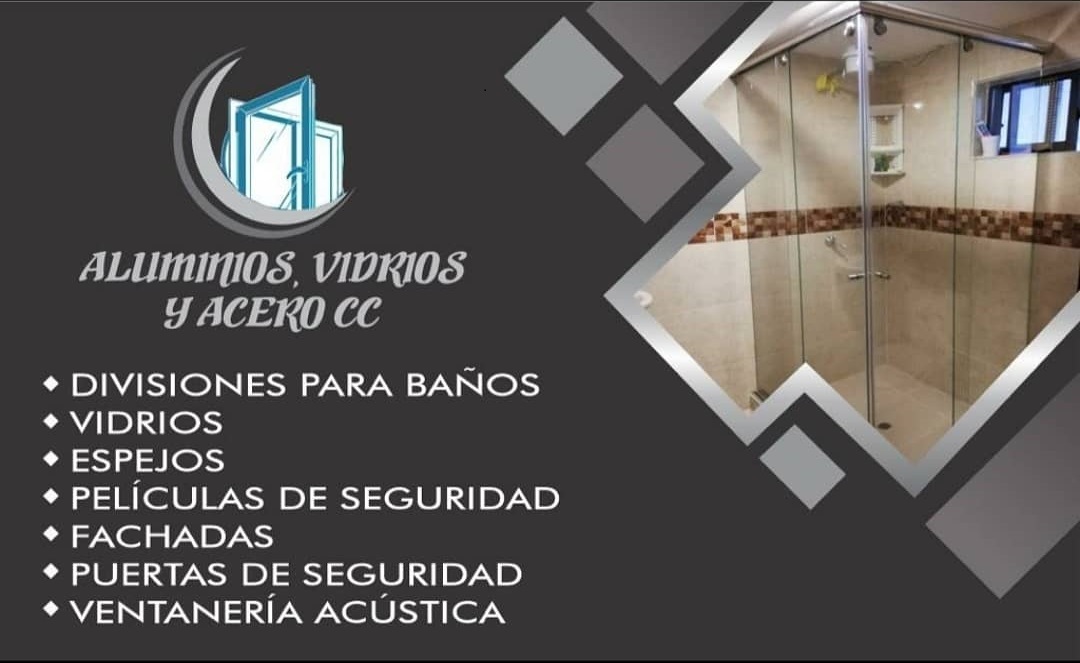 ALUMINIOS, VIDRIOS
Y ACERO CC
◆ DIVISIONES PARA BAÑOS
◆ VIDRIOS
◆ ESPEJOS
◆ PELÍCULAS DE SEGURIDAD
◆ FACHADAS
◆ PUERTAS DE SEGURIDAD
◆ VENTANERÍA ACÚSTICA